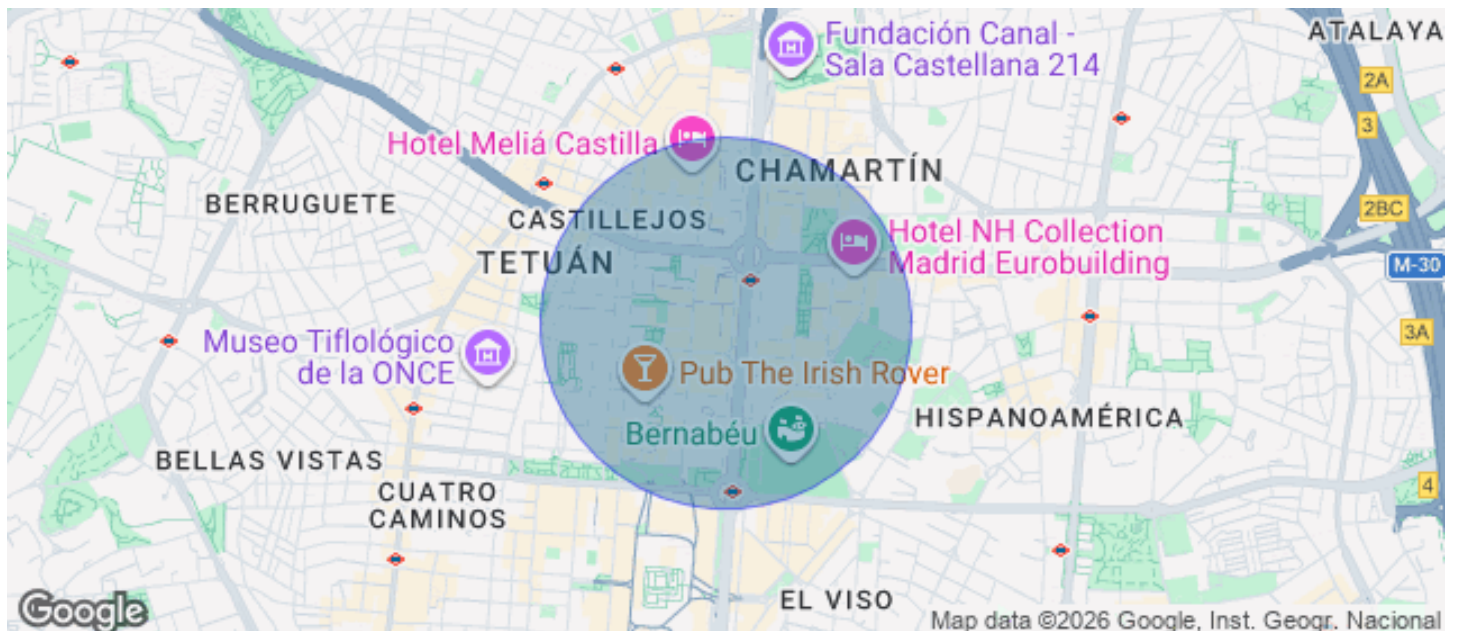 Fundación Canal -
Sala Castellana 214
ATALAYA
2A
3
Hotel Meliá Castilla
CHAMARTÍN
BERRUGUETE
CASTILLEJOS
2BC
TETUÁN
Hotel NH Collection
Madrid Eurobuilding
M-30
Museo Tiflológico
de la ONCE
3A
Pub The Irish Rover
Bernabéu
HISPANOAMÉRICA
BELLAS VISTAS
CUATRO
CAMINOS
4
EL VISO
Google
Map data ©2026 Google, Inst. Geogr. Nacional